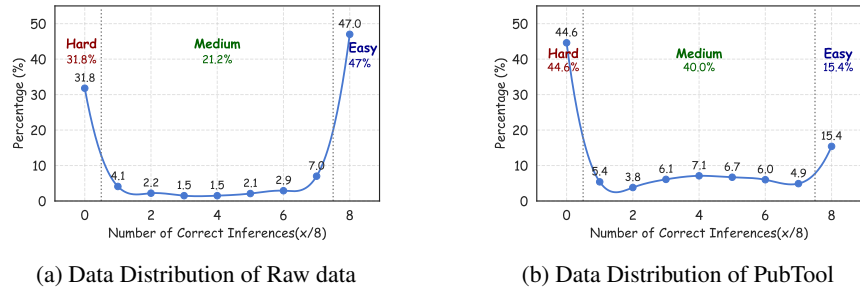 47.0
Hard
31.8%
Medium
21.2%
Easy
47%
31.8
4.1
2.2
1.5
1.5
2.1
2.9
7.0
50
40
30
20
10
0
Percentage (%)
0 2 4 6 8
Number of Correct Inferences(x/8)
(a) Data Distribution of Raw data
44.6
Hard
44.6%
Medium
40.0%
Easy
15.4%
5.4
3.8
6.1
7.1
6.7
6.0
4.9
15.4
50
40
30
20
10
0
Percentage (%)
0 2 4 6 8
Number of Correct Inferences(x/8)
(b) Data Distribution of PubTool